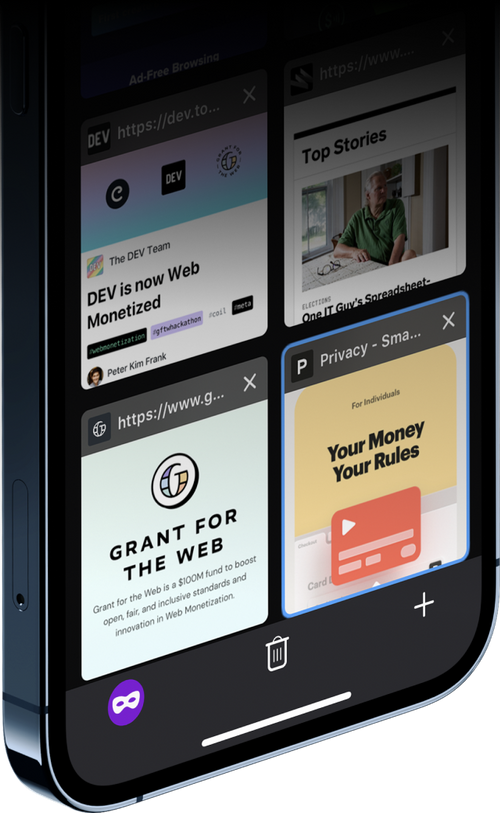 Ad-Free Browsing
DEV
https://dev.to...
https://www....
DEV
GRANT FOR
THE WEB
The DEV Team
DEV is now Web
Monetized
#webmonetization #gftwhackathon #coil #meta
Peter Kim Frank
Top Stories
ELECTIONS
One IT Guy's Spreadsheet-
https://www.g...
GRANT FOR
THE WEB
Grant for the Web is a $100M fund to boost
open, fair, and inclusive standards and
innovation in Web Monetization.
P
Privacy - Sma...
For Individuals
Your Money
Your Rules
Checkout